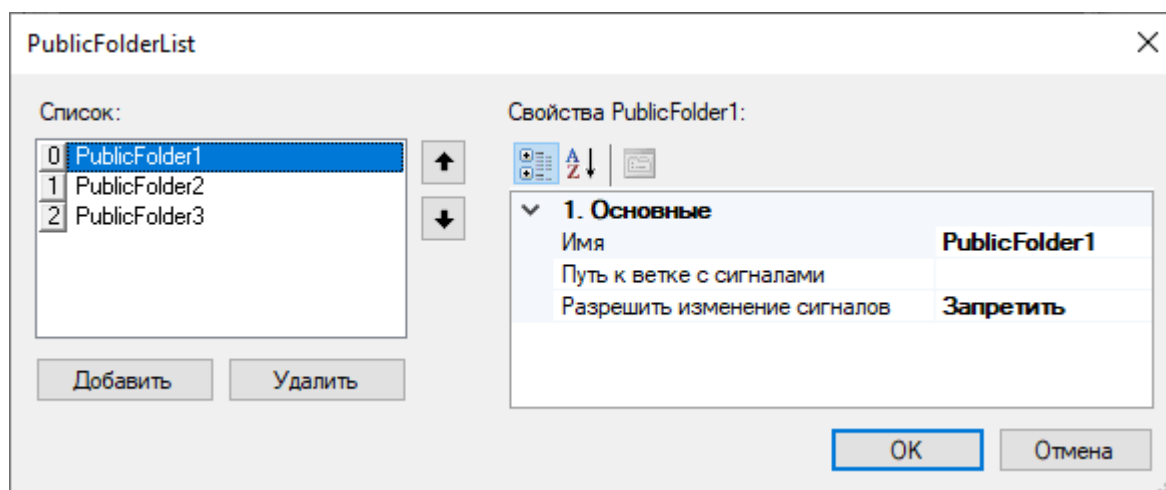 PublicFolderList
Список:
0 PublicFolder1
1 PublicFolder2
2 PublicFolder3
Добавить Удалить
Свойства PublicFolder1:
1. Основные
Имя PublicFolder1
Путь к ветке с сигналами
Разрешить изменение сигналов Запретить
OK Отмена